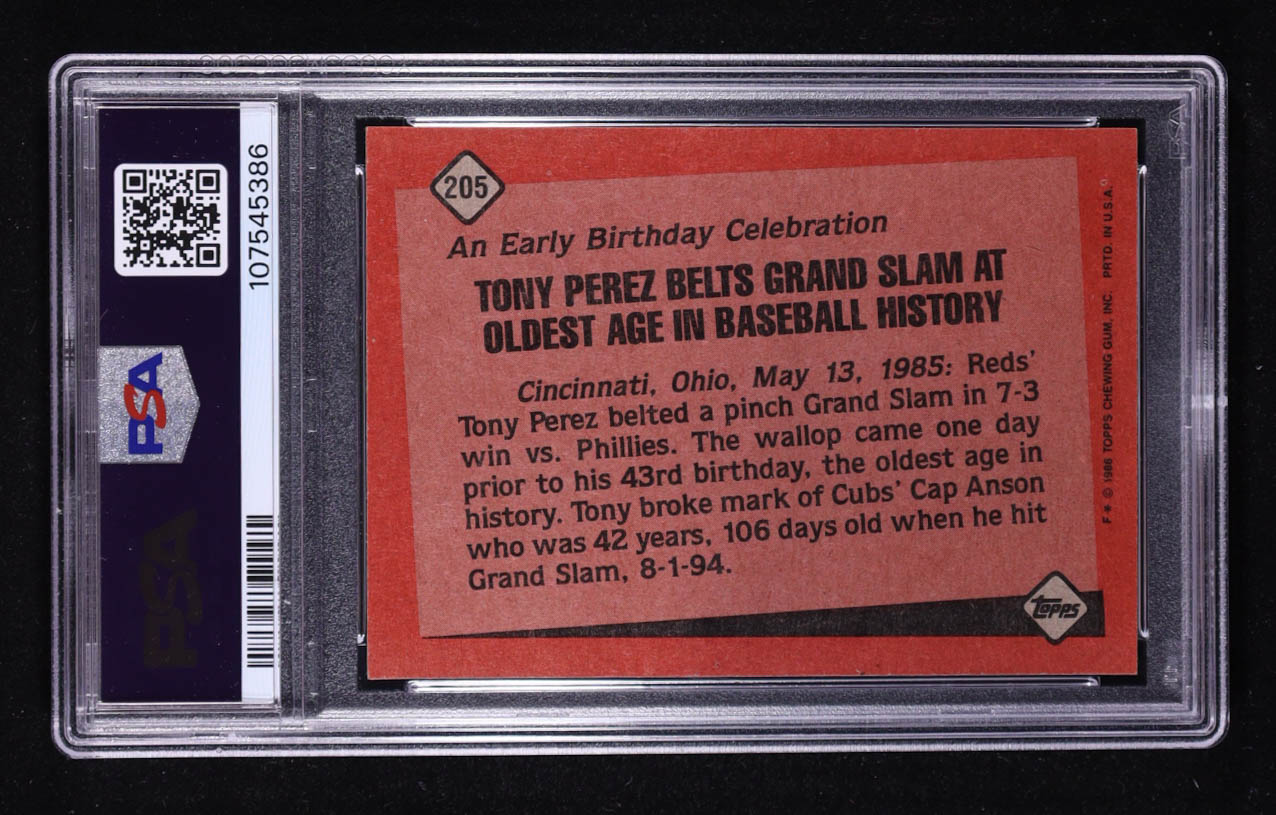 107545386
PSA
PSA
PSA
205
An Early Birthday Celebration
TONY PEREZ BELTS GRAND SLAM AT
OLDEST AGE IN BASEBALL HISTORY
Cincinnati, Ohio, May 13, 1985: Reds'
Tony Perez belted a pinch Grand Slam in 7-3
win vs. Phillies. The wallop came one day
prior to his 43rd birthday, the oldest age in
history. Tony broke mark of Cubs' Cap Anson
who was 42 years, 106 days old when he hit
Grand Slam, 8-1-94.
topps
F* © 1986 TOPPS CHEWING GUM, INC. PRTD. IN U.S.A.